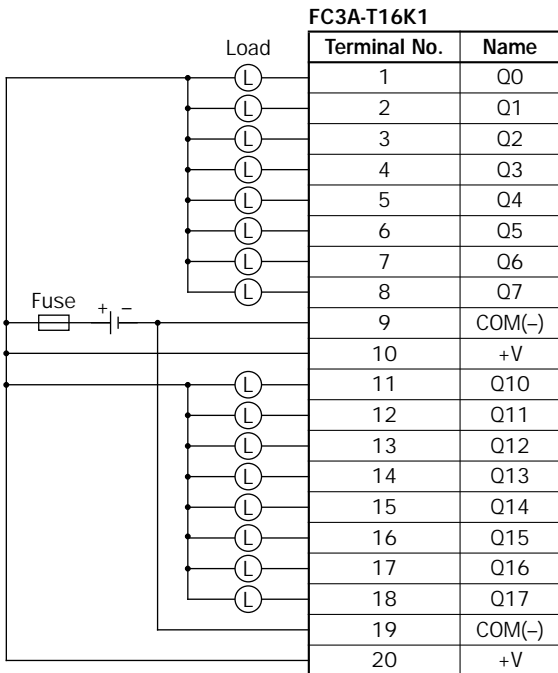 FC3A-T16K1
Load Terminal No. Name
L 1 Q0
L 2 Q1
L 3 Q2
L 4 Q3
L 5 Q4
L 6 Q5
L 7 Q6
L 8 Q7
Fuse + − 9 COM(−)
10 +V
L 11 Q10
L 12 Q11
L 13 Q12
L 14 Q13
L 15 Q14
L 16 Q15
L 17 Q16
L 18 Q17
19 COM(−)
20 +V